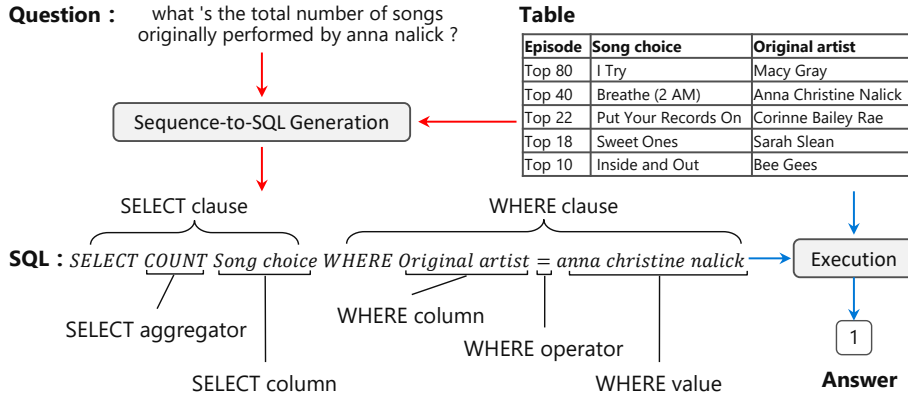 Question :
what 's the total number of songs
originally performed by anna nalick ?
Table
Episode Song choice Original artist
Top 80 I Try Macy Gray
Top 40 Breathe (2 AM) Anna Christine Nalick
Top 22 Put Your Records On Corinne Bailey Rae
Top 18 Sweet Ones Sarah Slean
Top 10 Inside and Out Bee Gees
Sequence-to-SQL Generation
SELECT clause WHERE clause
SQL : SELECT COUNT Song choice WHERE Original artist = anna christine nalick
Execution
SELECT aggregator
WHERE column
WHERE operator
SELECT column
WHERE value
1
Answer